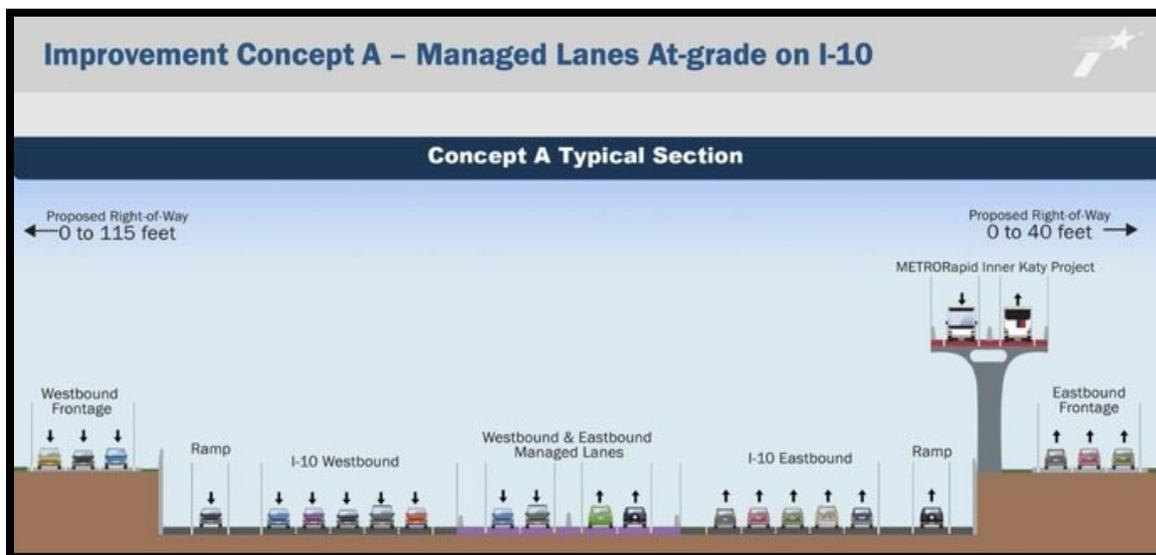 Improvement Concept A – Managed Lanes At-grade on I-10
Concept A Typical Section
Proposed Right-of-Way
0 to 115 feet
Proposed Right-of-Way
0 to 40 feet
METRORapid Inner Katy Project
Westbound
Frontage
Ramp
I-10 Westbound
Westbound & Eastbound
Managed Lanes
I-10 Eastbound
Ramp
Eastbound
Frontage